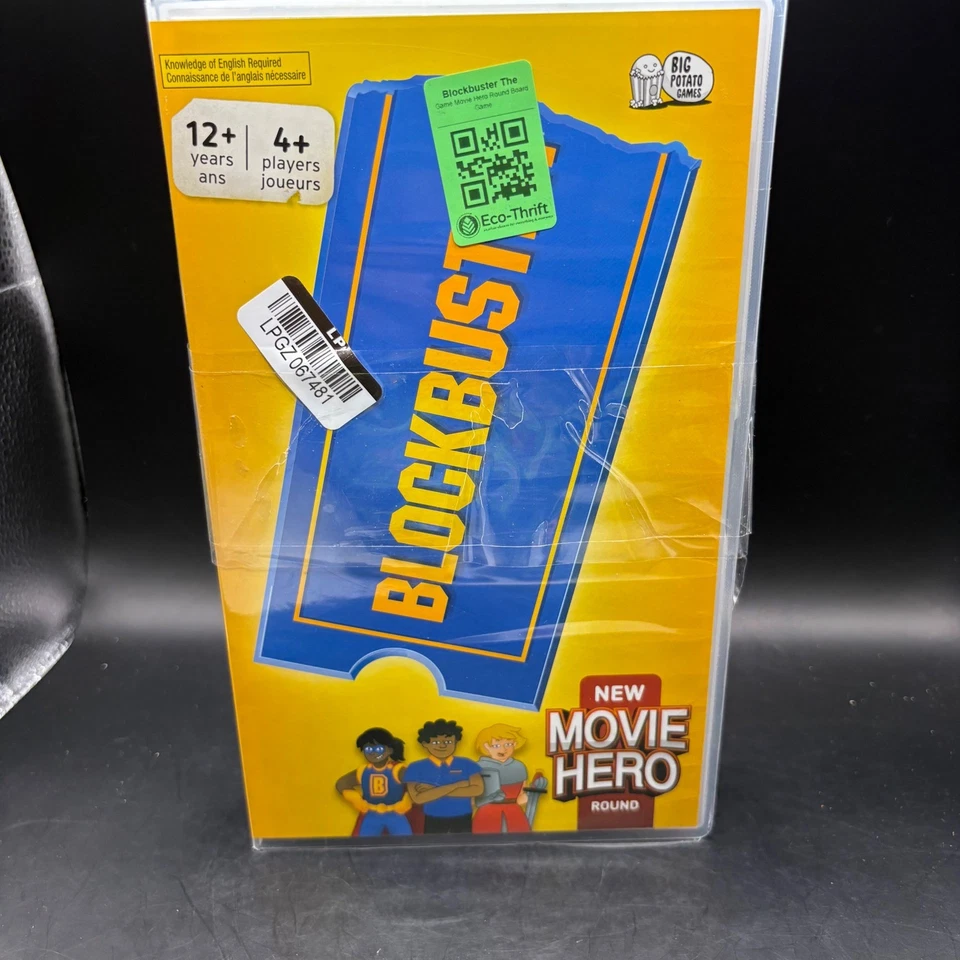 Knowledge of English Required
Connaissance de l'anglais nécessaire
12+
years
ans
4+
players
joueurs
Blockbuster The
Game Movie Hero Round Board
Game
Eco-Thrift
BIG
POTATO
GAMES
LPGZ067481
BLOCKBUST
B
NEW
MOVIE
HERO
ROUND